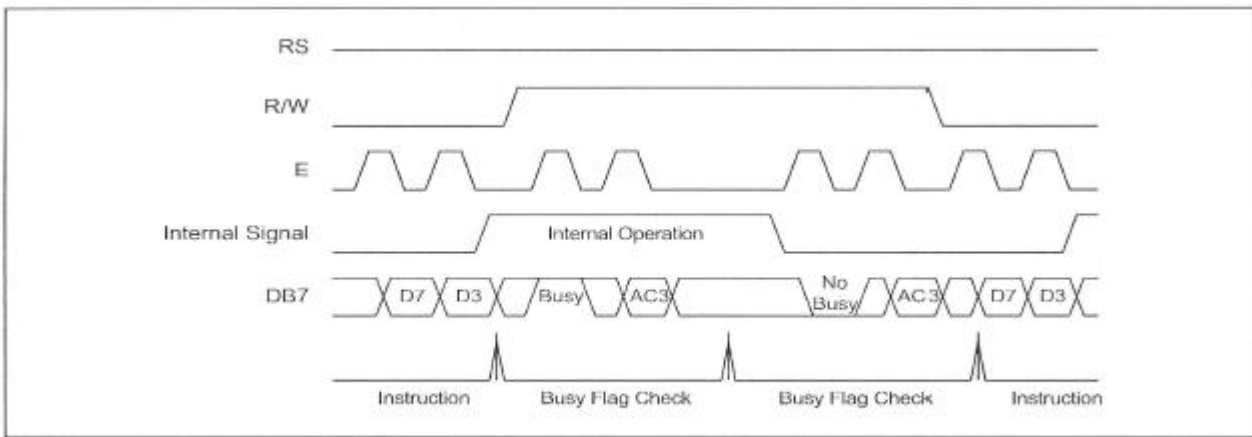 RS
R/W
E
Internal Signal
Internal Operation
DB7
D7
D3
Busy
AC3
No
Busy
AC3
D7
D3
Instruction
Busy Flag Check
Busy Flag Check
Instruction